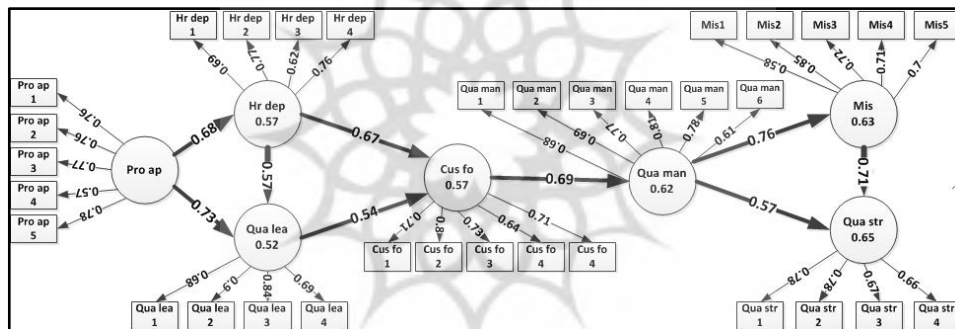 Hr dep
1
Hr dep
2
Hr dep
3
Hr dep
4
0.69
0.77
0.629
0.76
Mis1
Mis2
Mis3
Mis4
Mis5
0.58
0.85
0.72
0.71
0.7
Pro ap
1
Pro ap
2
Pro ap
3
Pro ap
4
Pro ap
5
0.76
0.76
0.77
0.57
0.78
Pro ap
0.68
0.73
Hr dep
0.57
0.57
Qua lea
0.52
0.67
0.54
Cus fo
0.57
0.69
Qua man
1
Qua man
2
Qua man
3
Qua man
4
Qua man
5
Qua man
6
0.68
0.69
0.77
0.81
0.78
0.61
Qua man
0.62
0.76
0.57
Mis
0.63
0.71
Qua str
0.65
0.71
0.8
0.73
0.64
0.71
Cus fo
1
Cus fo
2
Cus fo
3
Cus fo
4
Cus fo
4
0.68
0.9
0.84
0.69
Qua lea
1
Qua lea
2
Qua lea
3
Qua lea
4
0.78
0.78
0.67
0.66
Qua str
1
Qua str
2
Qua str
3
Qua str
4